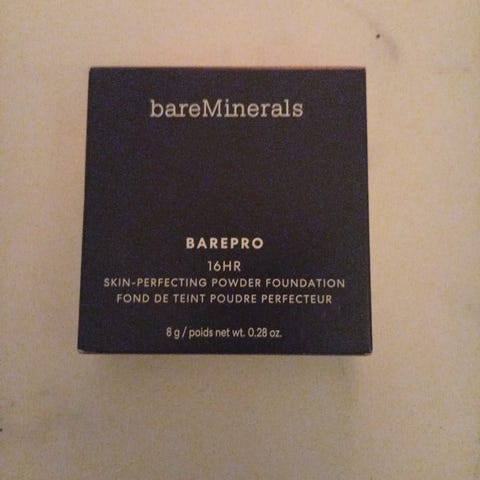 bareMinerals
BAREPRO
16HR
SKIN-PERFECTING POWDER FOUNDATION
FOND DE TEINT POUDRE PERFECTEUR
8 g / poids net wt. 0.28 oz.